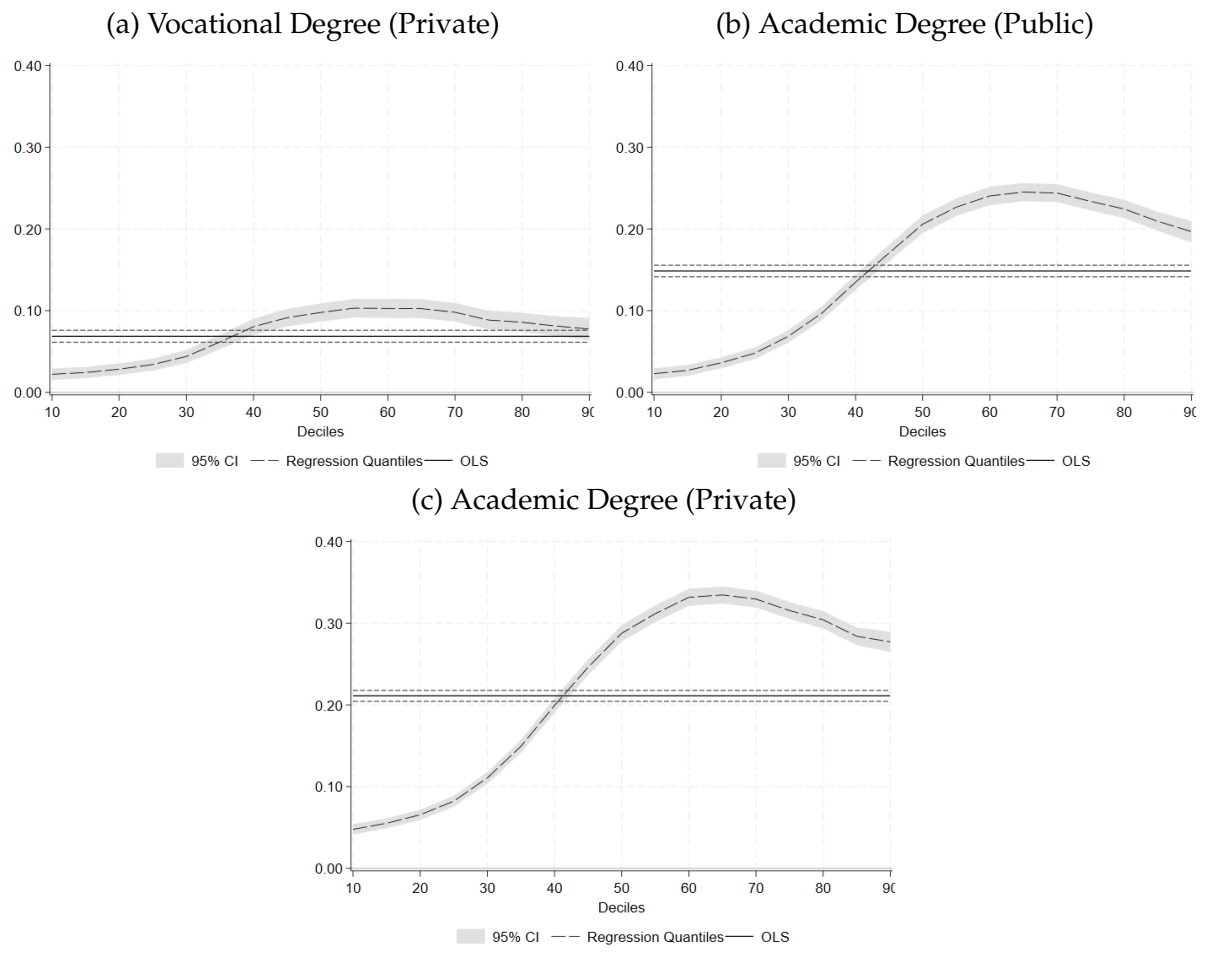 (a) Vocational Degree (Private)
0.40
0.30
0.20
0.10
0.00
10 20 30 40 50 60 70 80 90
Deciles
95% CI Regression Quantiles OLS
(b) Academic Degree (Public)
0.40
0.30
0.20
0.10
0.00
10 20 30 40 50 60 70 80 90
Deciles
95% CI Regression Quantiles OLS
(c) Academic Degree (Private)
0.40
0.30
0.20
0.10
0.00
10 20 30 40 50 60 70 80 90
Deciles
95% CI Regression Quantiles OLS